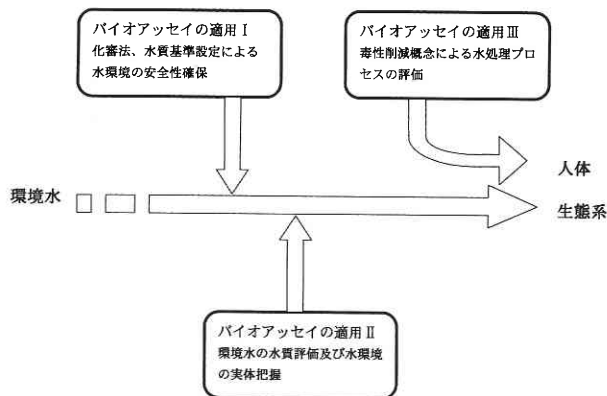 バイオアッセイの適用Ⅰ
化審法、水質基準設定による
水環境の安全性確保
バイオアッセイの適用Ⅲ
毒性削減概念による水処理プロ
セスの評価
人体
環境水
生態系
バイオアッセイの適用Ⅱ
環境水の水質評価及び水環境
の実体把握